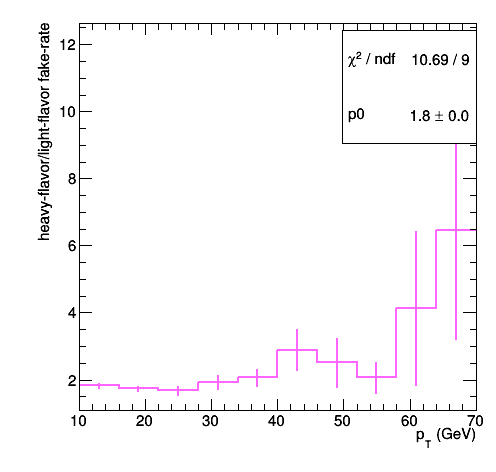 heavy-flavor/light-flavor fake-rate
χ² / ndf 10.69 / 9
p0 1.8 ± 0.0
12
10
8
6
4
2
10 20 30 40 50 60 70
p_T (GeV)